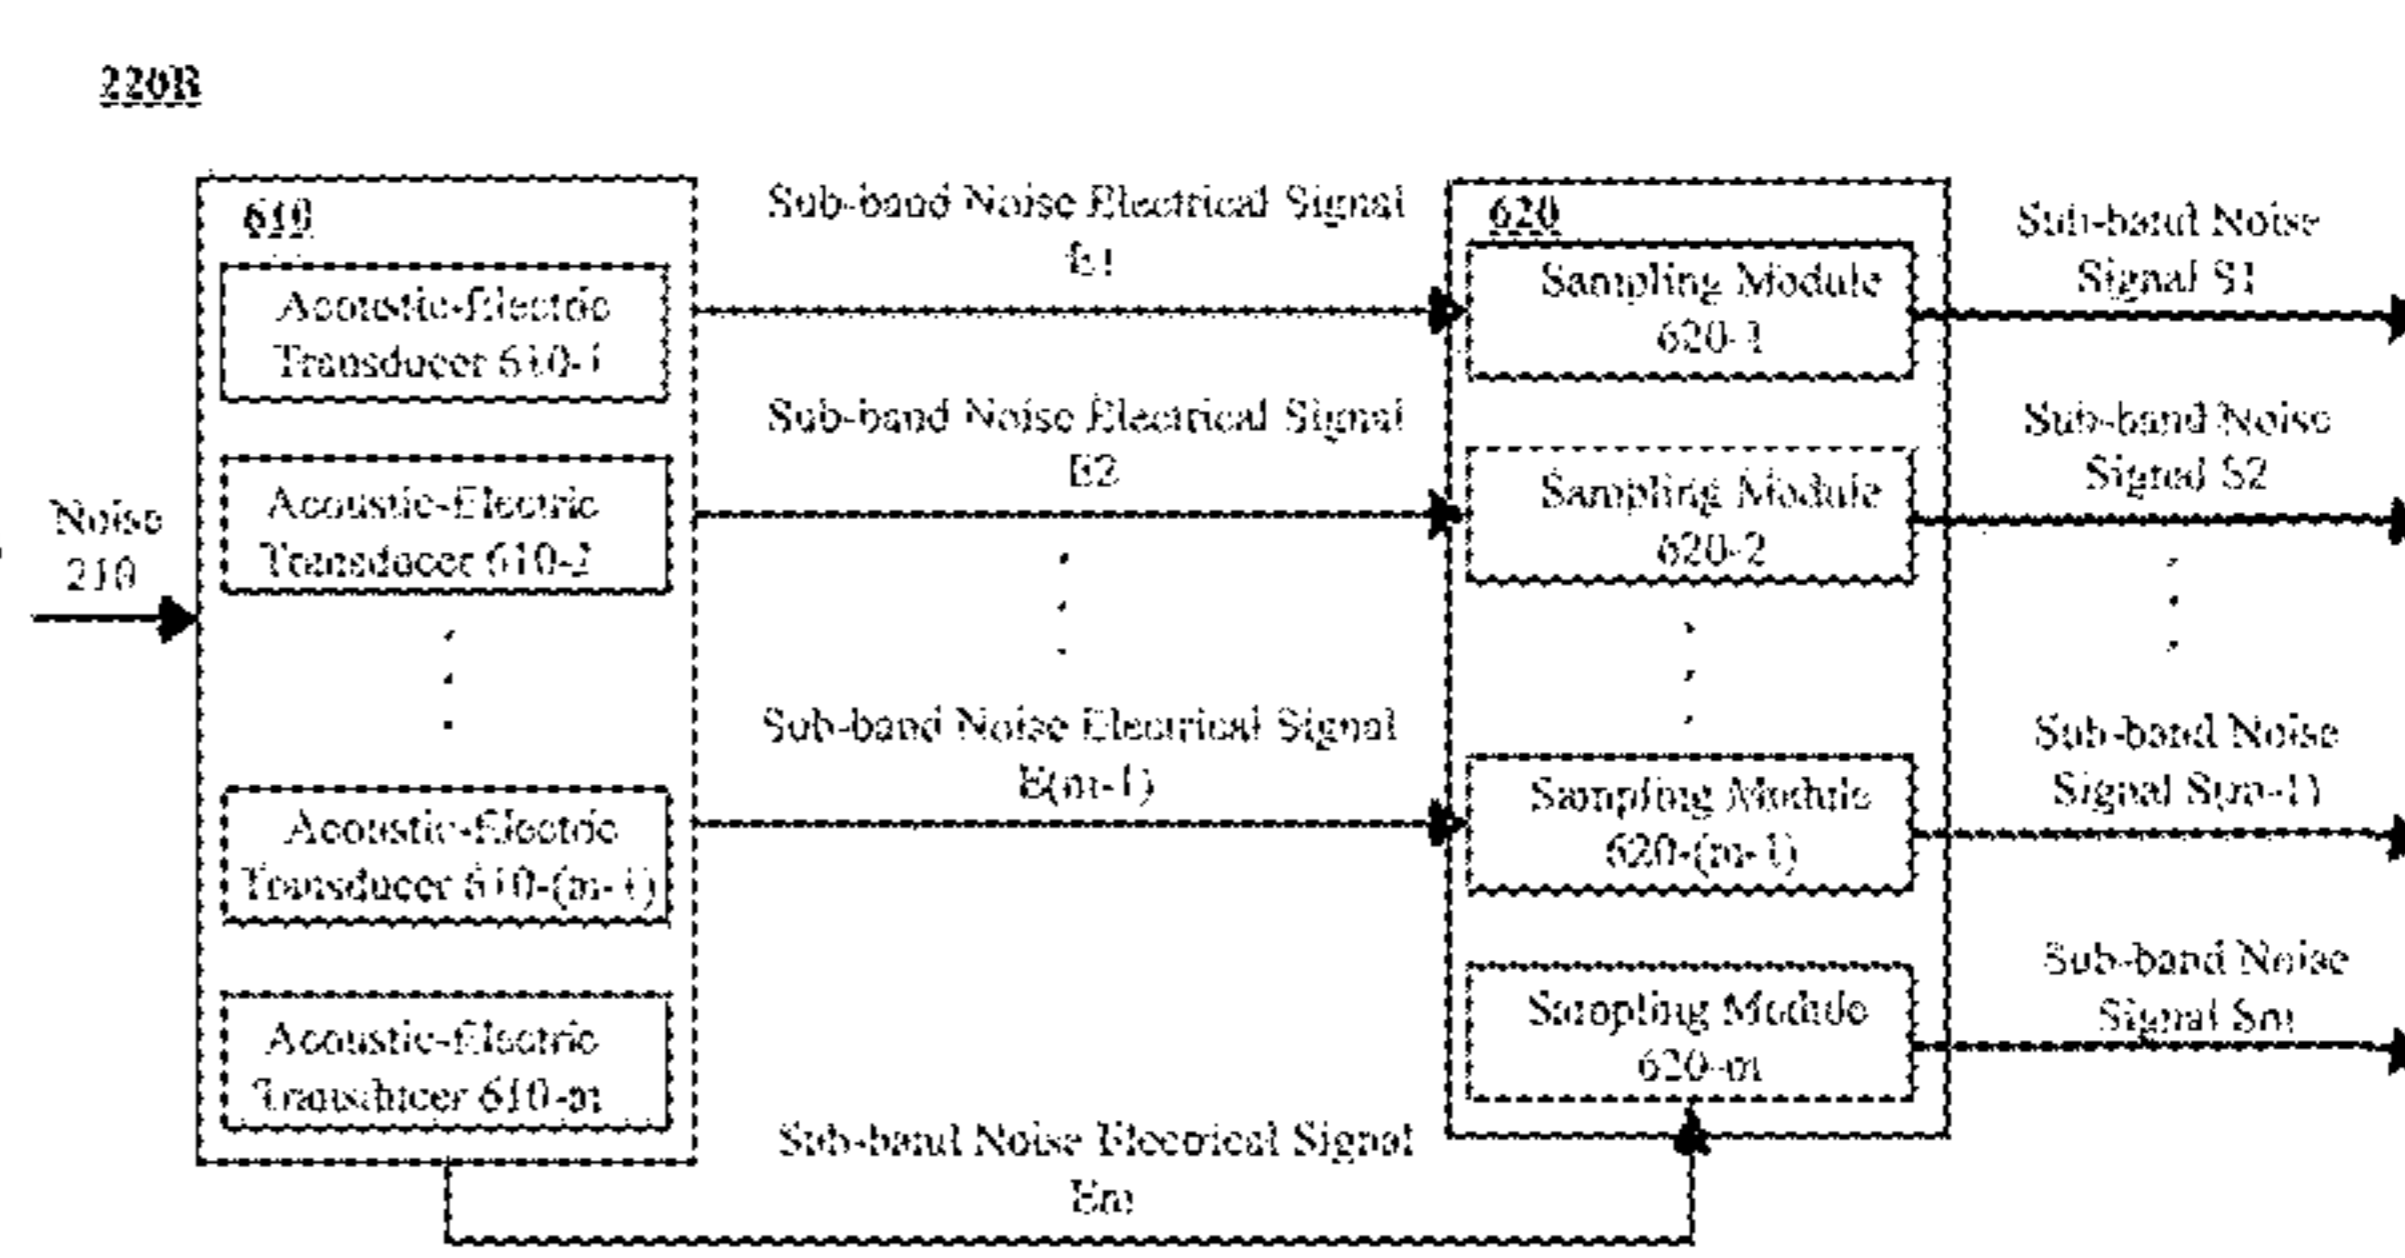 220B
610
Acoustic-Electric
Transducer 610-1
Acoustic-Electric
Transducer 610-2
Acoustic-Electric
Transducer 610-(m-1)
Acoustic-Electric
Transducer 610-m
Noise
210
Sub-band Noise Electrical Signal
E1
Sub-band Noise Electrical Signal
E2
Sub-band Noise Electrical Signal
E(m-1)
Sub-band Noise Electrical Signal
Em
620
Sampling Module
620-1
Sampling Module
620-2
Sampling Module
620-(m-1)
Sampling Module
620-m
Sub-band Noise
Signal S1
Sub-band Noise
Signal S2
Sub-band Noise
Signal S(m-1)
Sub-band Noise
Signal Sm